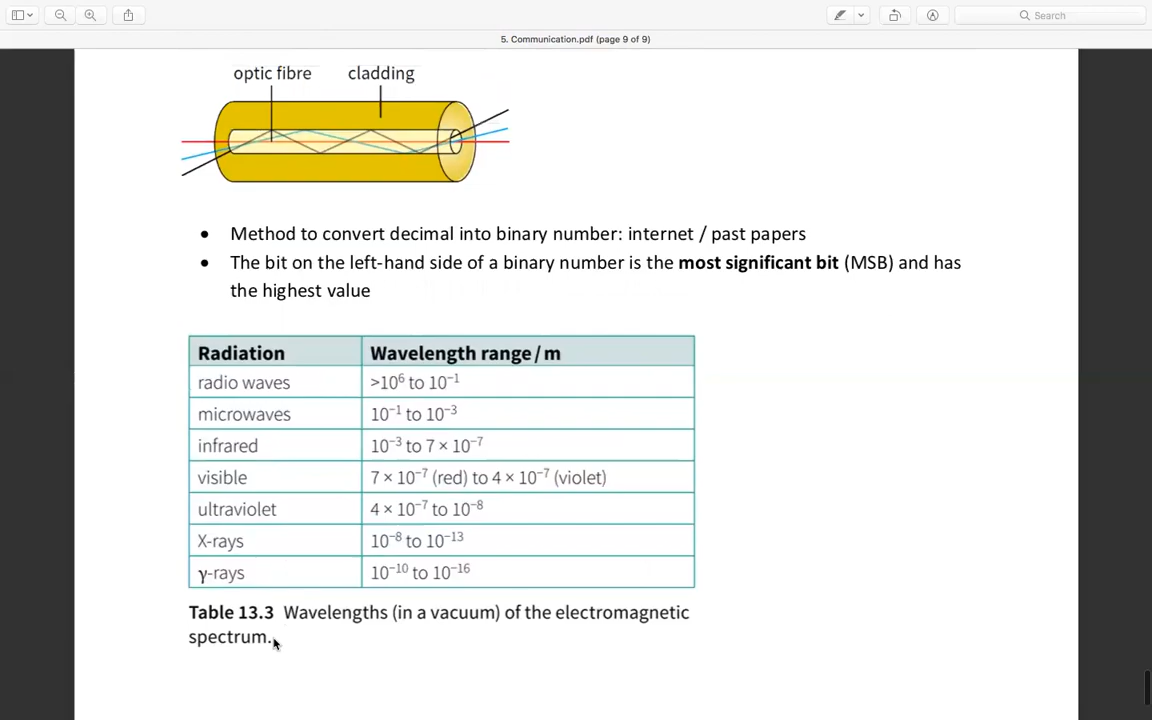 Search
5. Communication.pdf (page 9 of 9)
optic fibre cladding
• Method to convert decimal into binary number: internet / past papers
• The bit on the left-hand side of a binary number is the most significant bit (MSB) and has
the highest value
Radiation Wavelength range / m
radio waves >10⁶ to 10⁻¹
microwaves 10⁻¹ to 10⁻³
infrared 10⁻³ to 7 × 10⁻⁷
visible 7 × 10⁻⁷ (red) to 4 × 10⁻⁷ (violet)
ultraviolet 4 × 10⁻⁷ to 10⁻⁸
X-rays 10⁻⁸ to 10⁻¹³
γ-rays 10⁻¹⁰ to 10⁻¹⁶
Table 13.3 Wavelengths (in a vacuum) of the electromagnetic
spectrum.